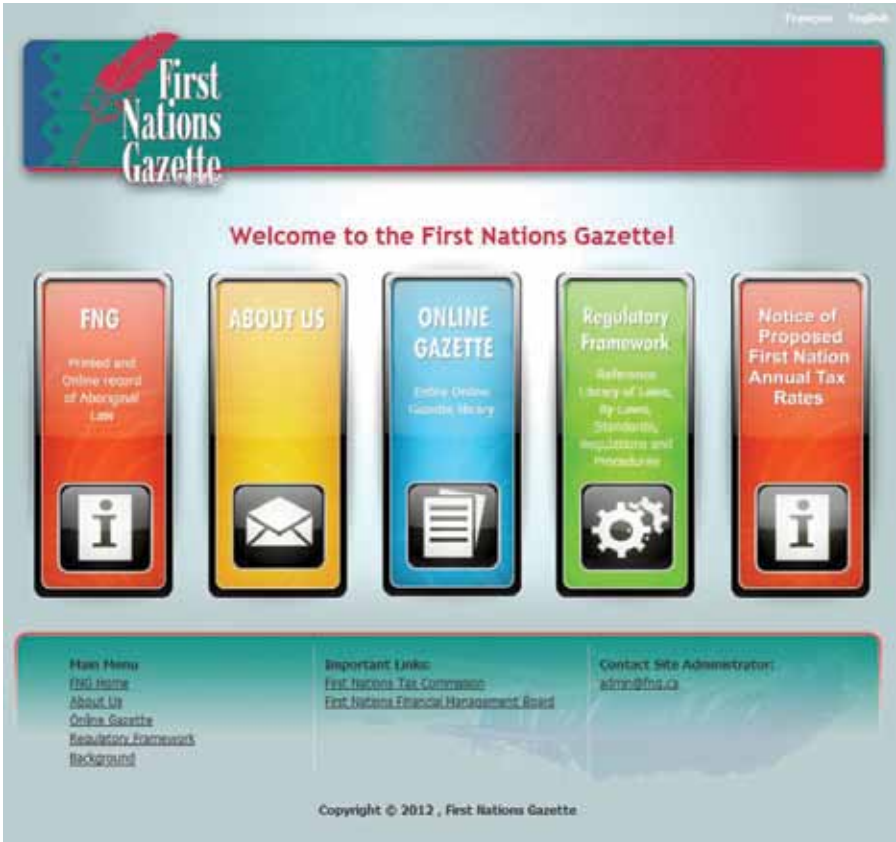 Français English
First
Nations
Gazette
Welcome to the First Nations Gazette!
FNG
Printed and
Online record
of Aboriginal
Law
ABOUT US
ONLINE
GAZETTE
Entire Online
Gazette library
Regulatory
Framework
Reference
Library of Laws,
By-Laws,
Standards,
Regulations and
Procedures
Notice of
Proposed
First Nation
Annual Tax
Rates
Main Menu
FNG Home
About Us
Online Gazette
Regulatory Framework
Background
Important Links:
First Nations Tax Commission
First Nations Financial Management Board
Contact Site Administrator:
admin@fng.ca
Copyright © 2012 , First Nations Gazette